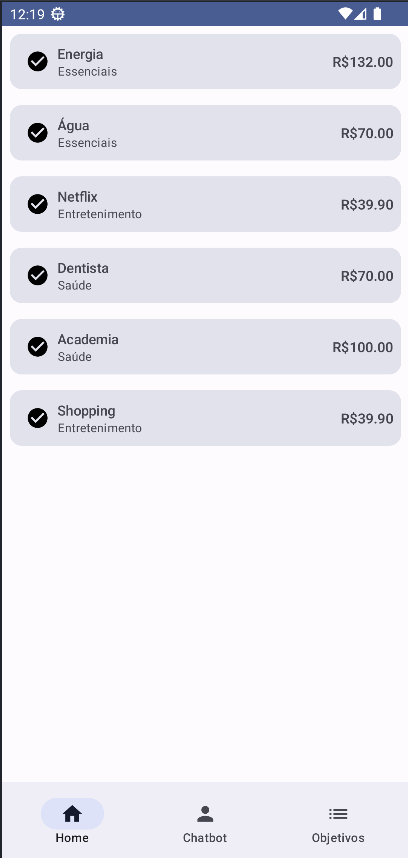 12:19
Energia
Essenciais
R$132.00
Água
Essenciais
R$70.00
Netflix
Entretenimento
R$39.90
Dentista
Saúde
R$70.00
Academia
Saúde
R$100.00
Shopping
Entretenimento
R$39.90
Home
Chatbot
Objetivos